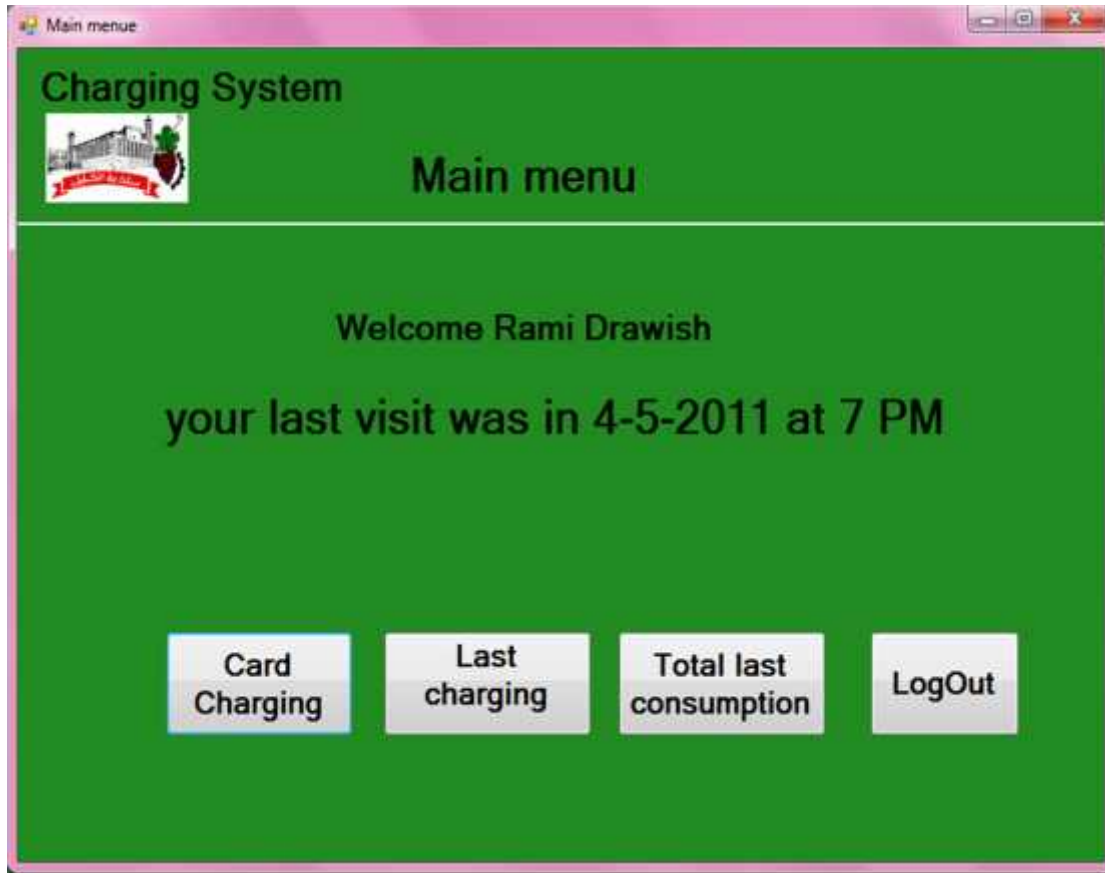 Main menue
Charging System
Main menu
Welcome Rami Drawish
your last visit was in 4-5-2011 at 7 PM
Card
Charging
Last
charging
Total last
consumption
LogOut